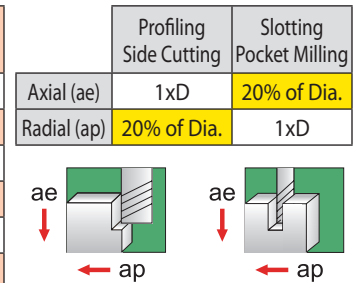 Profiling Side Cutting
Slotting Pocket Milling
Axial (ae) 1xD 20% of Dia.
Radial (ap) 20% of Dia. 1xD
ae ae
ap ap